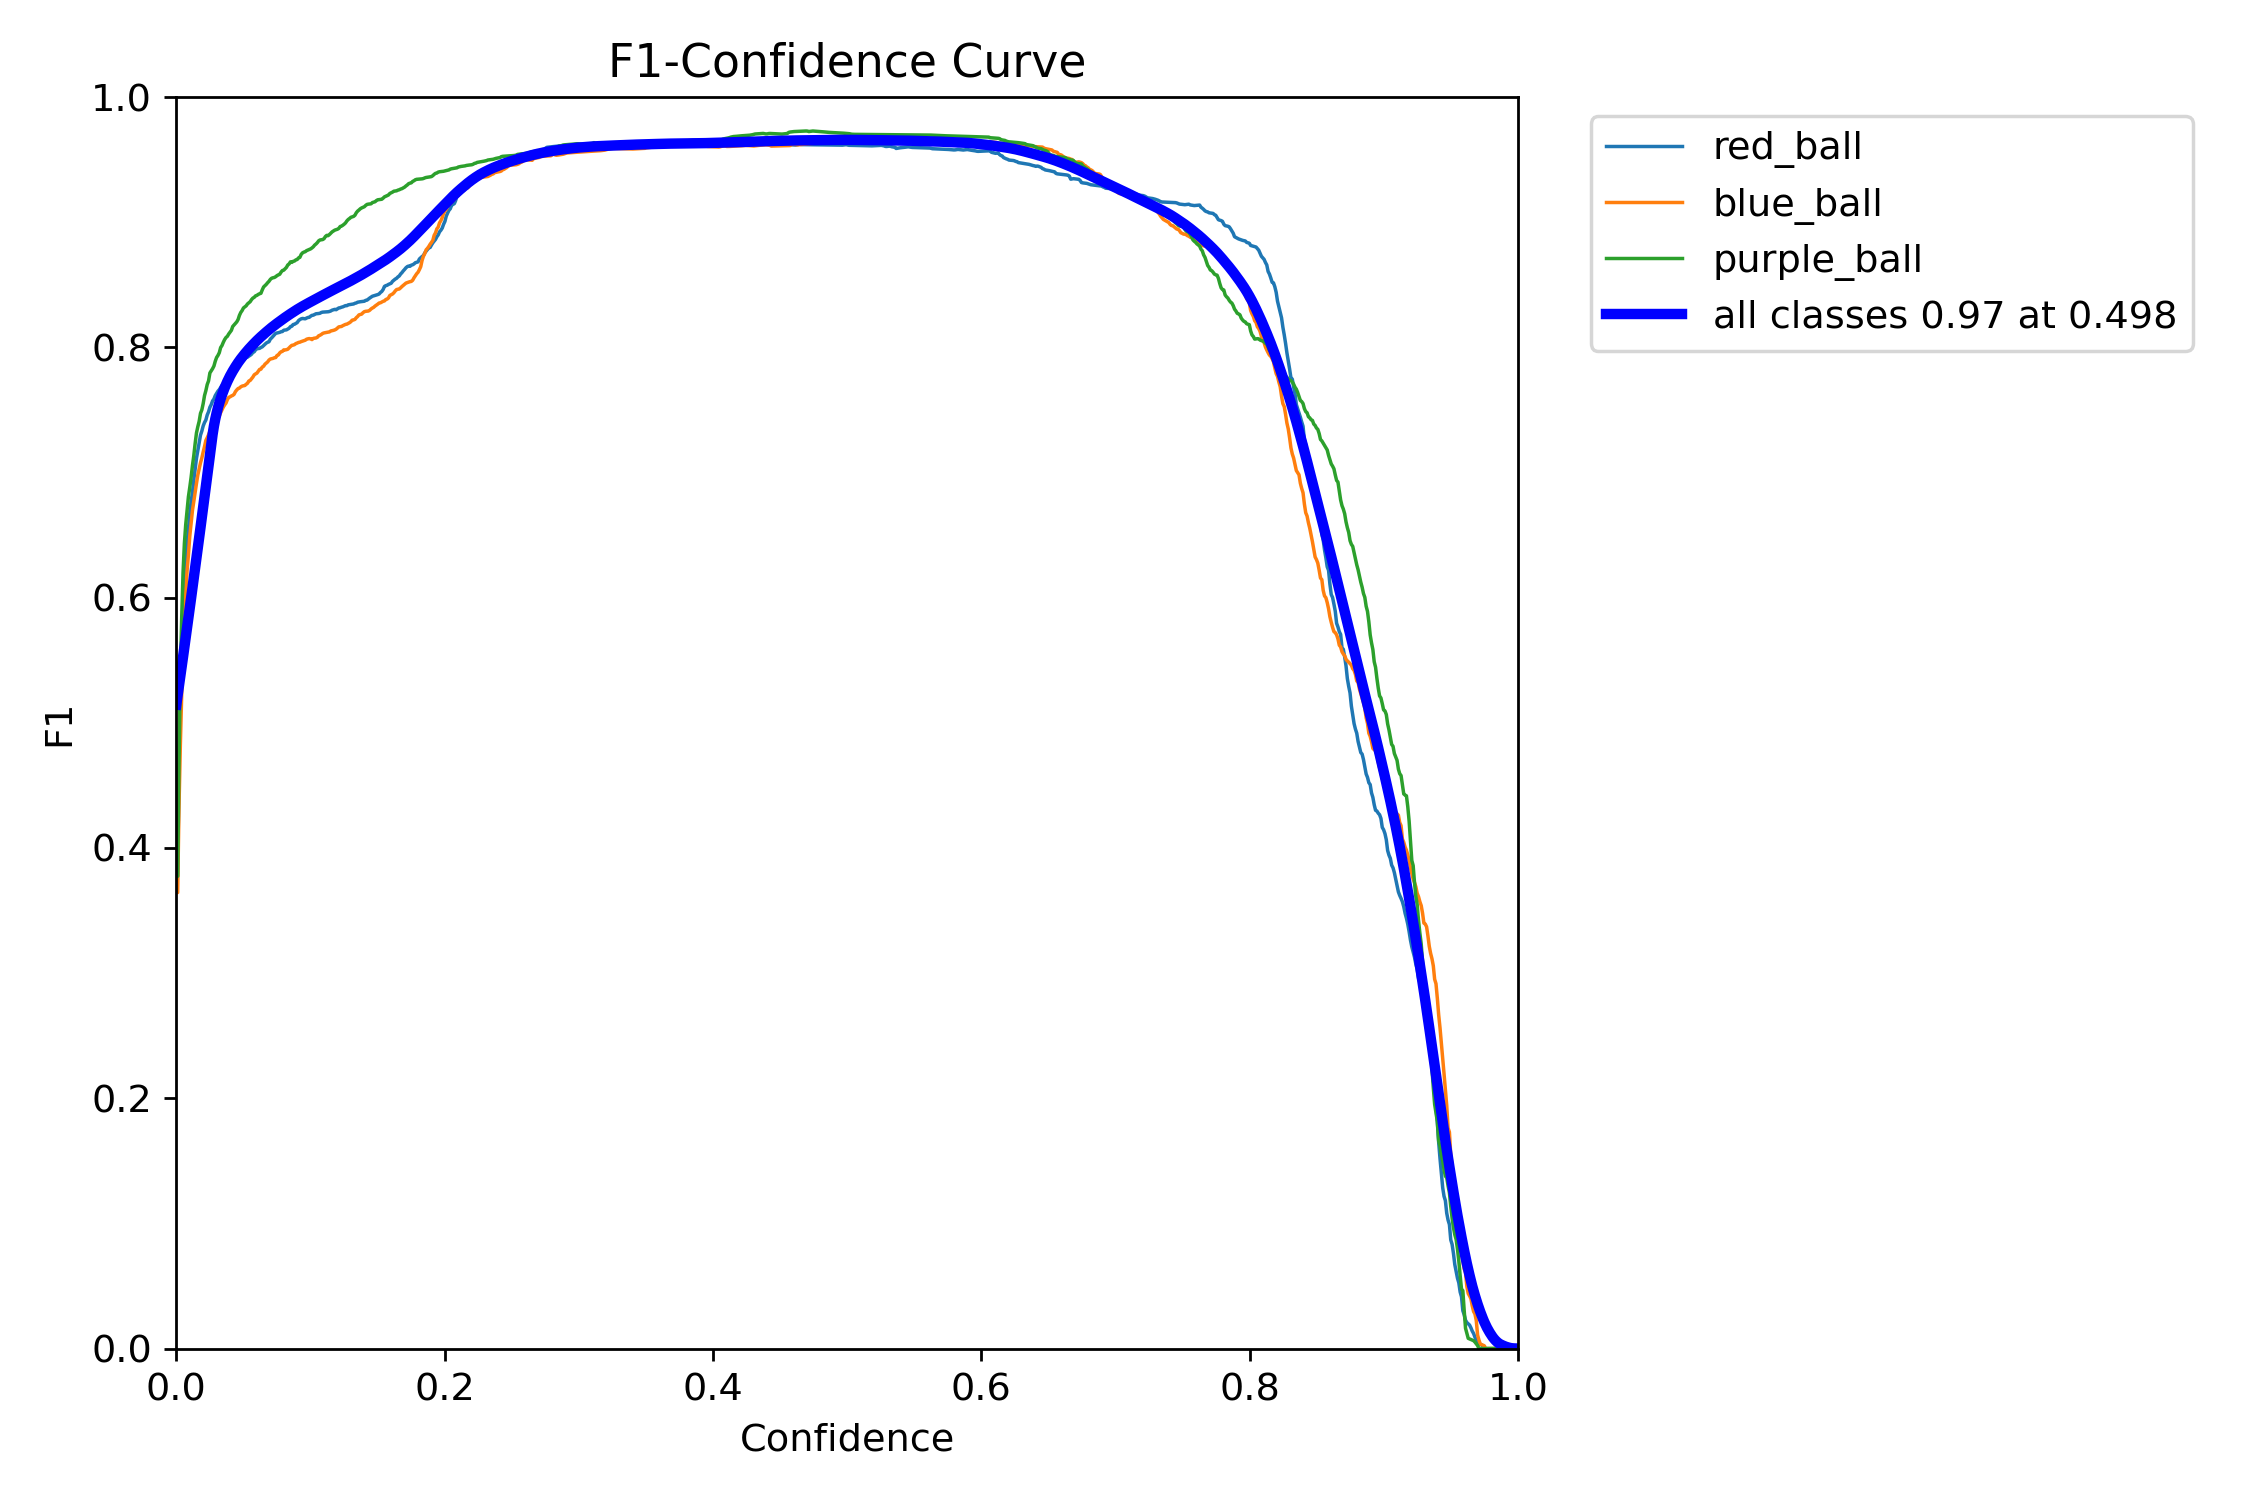 F1-Confidence Curve
1.0
0.8
0.6
0.4
0.2
0.0
F1
0.0 0.2 0.4 0.6 0.8 1.0
Confidence
red_ball
blue_ball
purple_ball
all classes 0.97 at 0.498